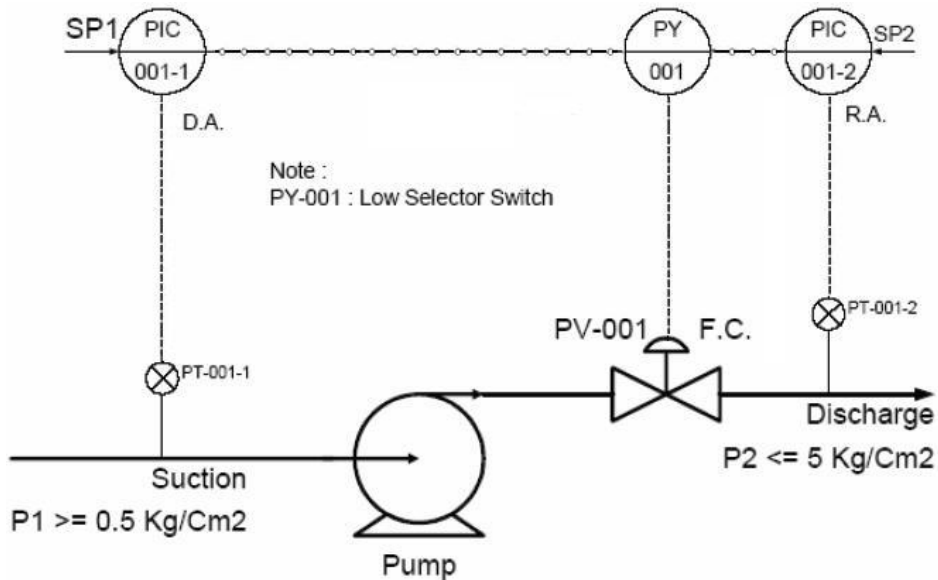 SP1
PIC
001-1
PY
001
PIC
001-2
SP2
D.A.
R.A.
Note :
PY-001 : Low Selector Switch
PT-001-2
PV-001
F.C.
PT-001-1
Discharge
P2 <= 5 Kg/Cm2
Suction
P1 >= 0.5 Kg/Cm2
Pump